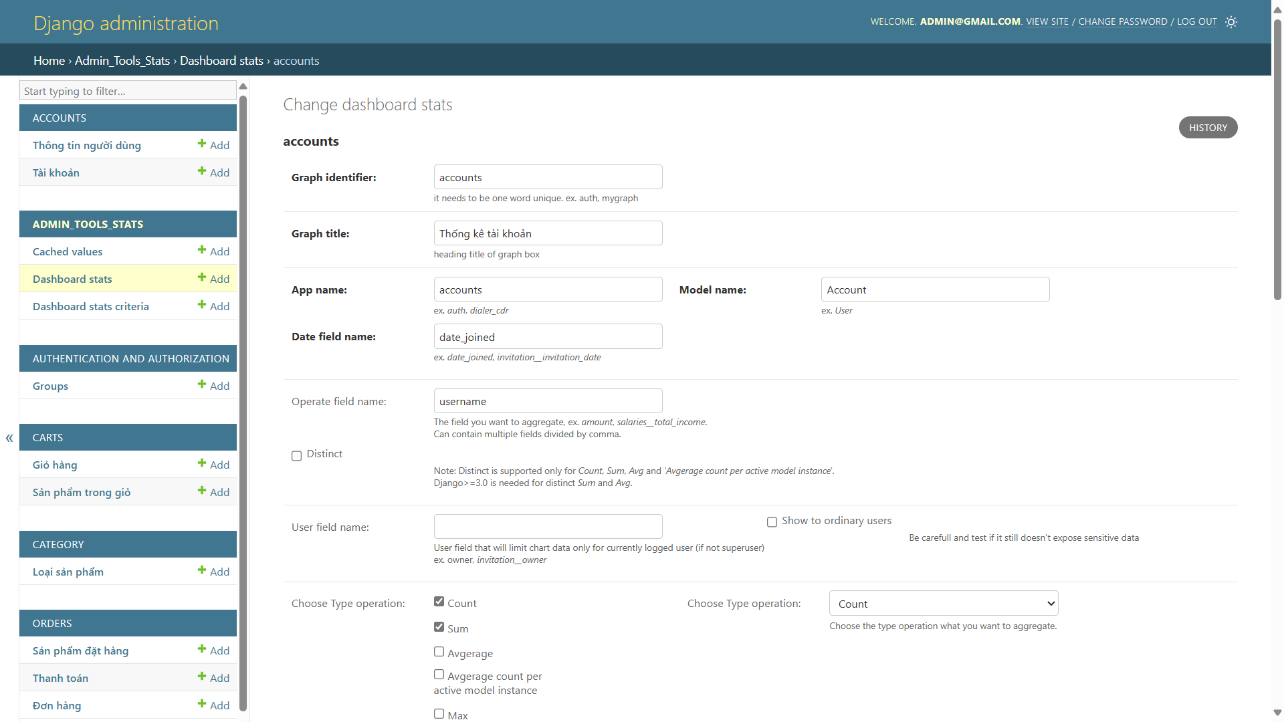 Django administration
WELCOME, ADMIN@GMAIL.COM. VIEW SITE / CHANGE PASSWORD / LOG OUT
Home › Admin_Tools_Stats › Dashboard stats › accounts
Start typing to filter...
ACCOUNTS
Thông tin người dùng + Add
Tài khoản + Add
ADMIN_TOOLS_STATS
Cached values + Add
Dashboard stats + Add
Dashboard stats criteria + Add
AUTHENTICATION AND AUTHORIZATION
Groups + Add
«
CARTS
Giỏ hàng + Add
Sản phẩm trong giỏ + Add
CATEGORY
Loại sản phẩm + Add
ORDERS
Sản phẩm đặt hàng + Add
Thanh toán + Add
Đơn hàng + Add
Change dashboard stats
HISTORY
accounts
Graph identifier: accounts
it needs to be one word unique. ex. auth, mygraph
Graph title: Thống kê tài khoản
heading title of graph box
App name: accounts Model name: Account
ex. auth, dialer_cdr ex. User
Date field name: date_joined
ex. date_joined, invitation__invitation_date
Operate field name: username
The field you want to aggregate, ex. amount, salaries__total_income.
Can contain multiple fields divided by comma.
Distinct
Note: Distinct is supported only for Count, Sum, Avg and 'Avgerage count per active model instance'.
Django>=3.0 is needed for distinct Sum and Avg.
User field name: Show to ordinary users
User field that will limit chart data only for currently logged user (if not superuser) Be carefull and test if it still doesn't expose sensitive data
ex. owner, invitation__owner
Choose Type operation: Count Choose Type operation: Count
Sum Choose the type operation what you want to aggregate.
Avgerage
Avgerage count per
active model instance
Max